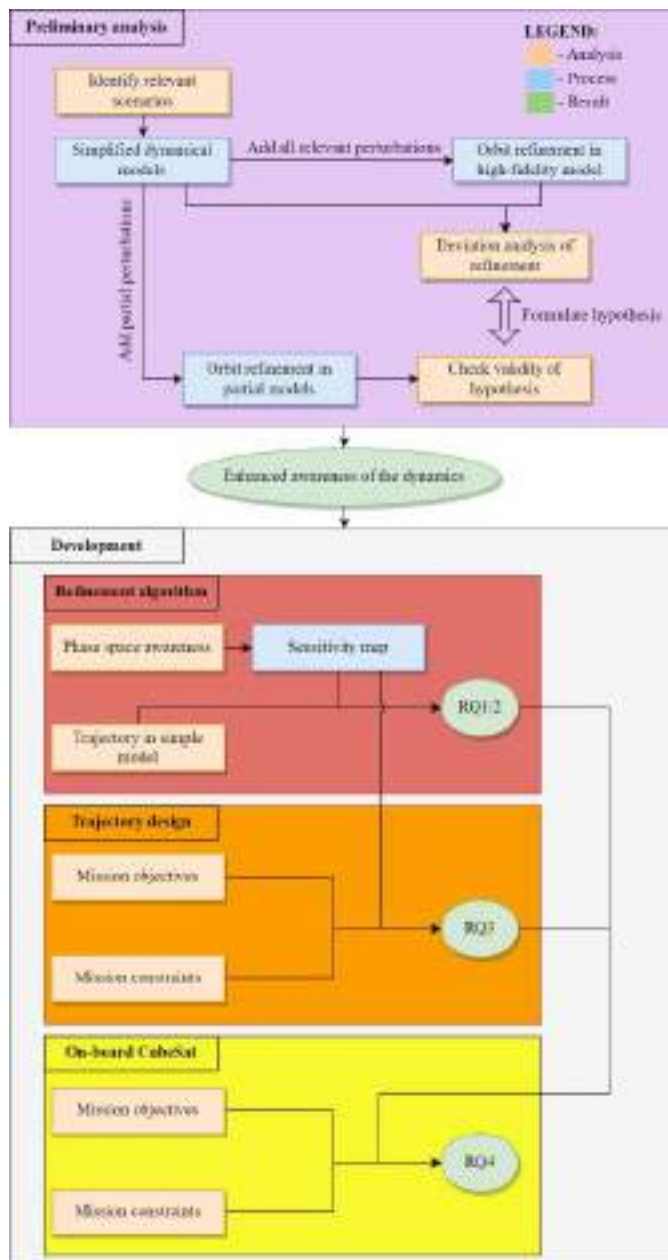 Preliminary analysis
LEGEND:
- Analysis
- Process
- Result
Identify relevant
scenarios
Simplified dynamical
models
Add all relevant perturbations
Orbit refinement in
high-fidelity model
Add partial perturbations
Deviation analysis of
refinement
Formulate hypothesis
Orbit refinement in
partial models
Check validity of
hypothesis
Enhanced awareness of the dynamics
Development
Refinement algorithm
Phase space awareness
Sensitivity map
RQ1/2
Trajectory in simple
model
Trajectory design
Mission objectives
RQ3
Mission constraints
On-board CubeSat
Mission objectives
RQ4
Mission constraints